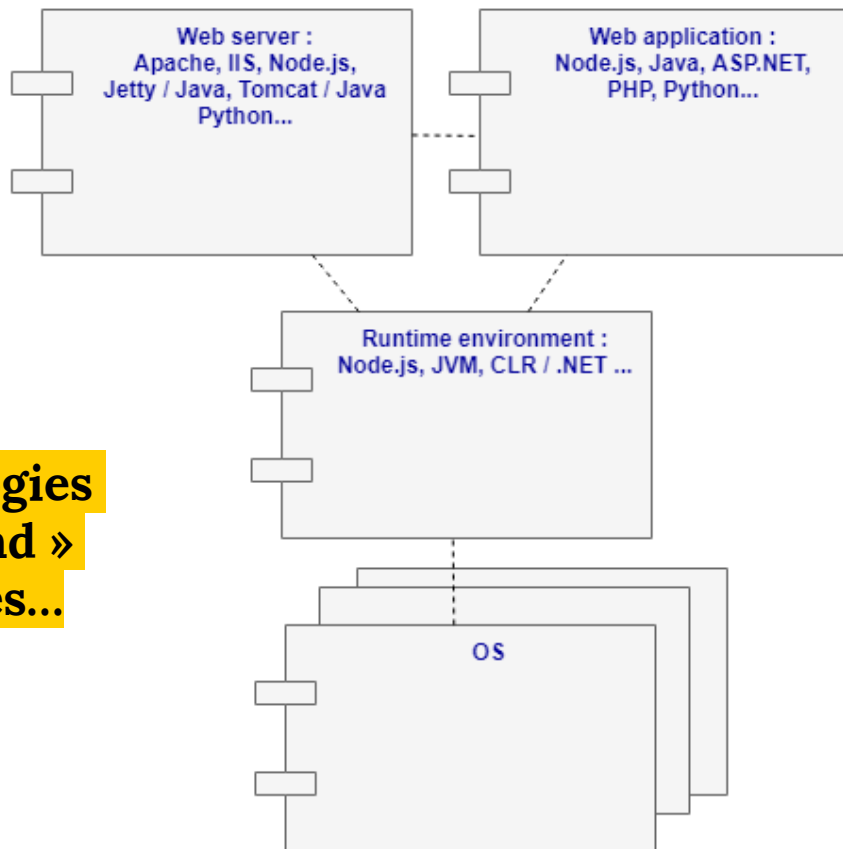 Web server :
Apache, IIS, Node.js,
Jetty / Java, Tomcat / Java
Python...
Web application :
Node.js, Java, ASP.NET,
PHP, Python...
Runtime environment :
Node.js, JVM, CLR / .NET ...
gies
nd »
es...
OS